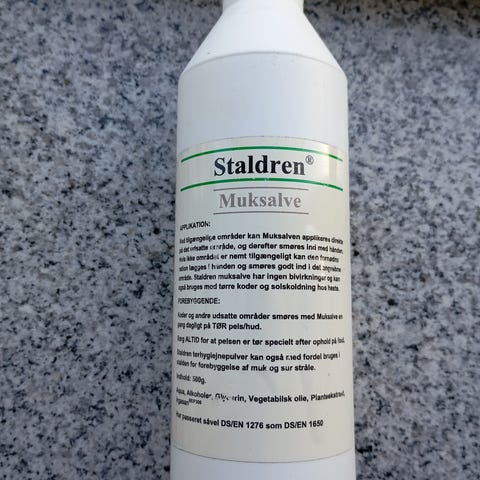 Staldren®
Muksalve
APPLIKATION:
Ved tilgængelige områder kan Muksalven appliceres direkte
på det udsatte område, og derefter smøres ind med hånden.
Hvis ikke området er nemt tilgængeligt kan den fornødne
ration lægges i hånden og smøres godt ind i det angrebne
område. Staldren muksalve har ingen bivirkninger og kan
også bruges mod tørre koder og solskoldning hos heste.
FOREBYGGENDE:
Koder og andre udsatte områder smøres med Muksalve en
gang dagligt på TØR pels/hud.
Sørg ALTID for at pelsen er tør specielt efter ophold på fold.
Staldren tørhygiejnepulver kan også med fordel bruges i
stalden for forebyggelse af muk og sur stråle.
Indhold: 500g.
Aqua, Alkoholer, Glycerin, Vegetabilsk olie, Planteekstrakt,
Har passeret såvel DS/EN 1276 som DS/EN 1650